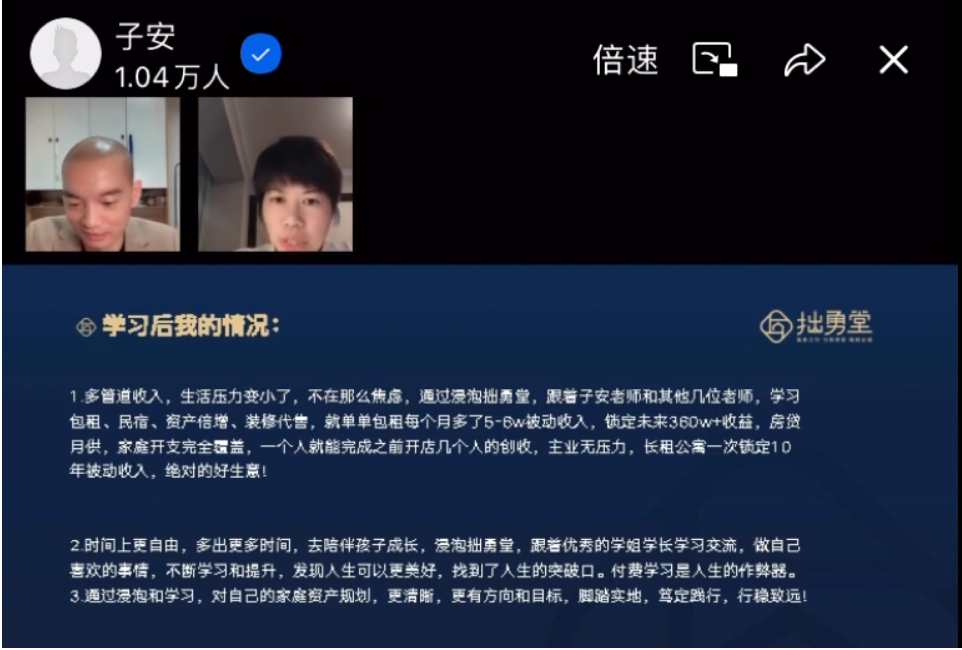 子安
1.04万人
倍速
学习后我的情况：
拙勇堂
1.多管道收入，生活压力变小了，不在那么焦虑，通过浸泡拙勇堂，跟着子安老师和其他几位老师，学习
包租、民宿、资产倍增、装修代售，就单单包租每个月多了5-6w被动收入，锁定未来360w+收益，房贷
月供，家庭开支完全覆盖，一个人就能完成之前开店几个人的创收，主业无压力，长租公寓一次锁定10
年被动收入，绝对的好生意！
2.时间上更自由，多出更多时间，去陪伴孩子成长，浸泡拙勇堂，跟着优秀的学姐学长学习交流，做自己
喜欢的事情，不断学习和提升，发现人生可以更美好，找到了人生的突破口。付费学习是人生的作弊器。
3.通过浸泡和学习，对自己的家庭资产规划，更清晰，更有方向和目标，脚踏实地，笃定践行，行稳致远！